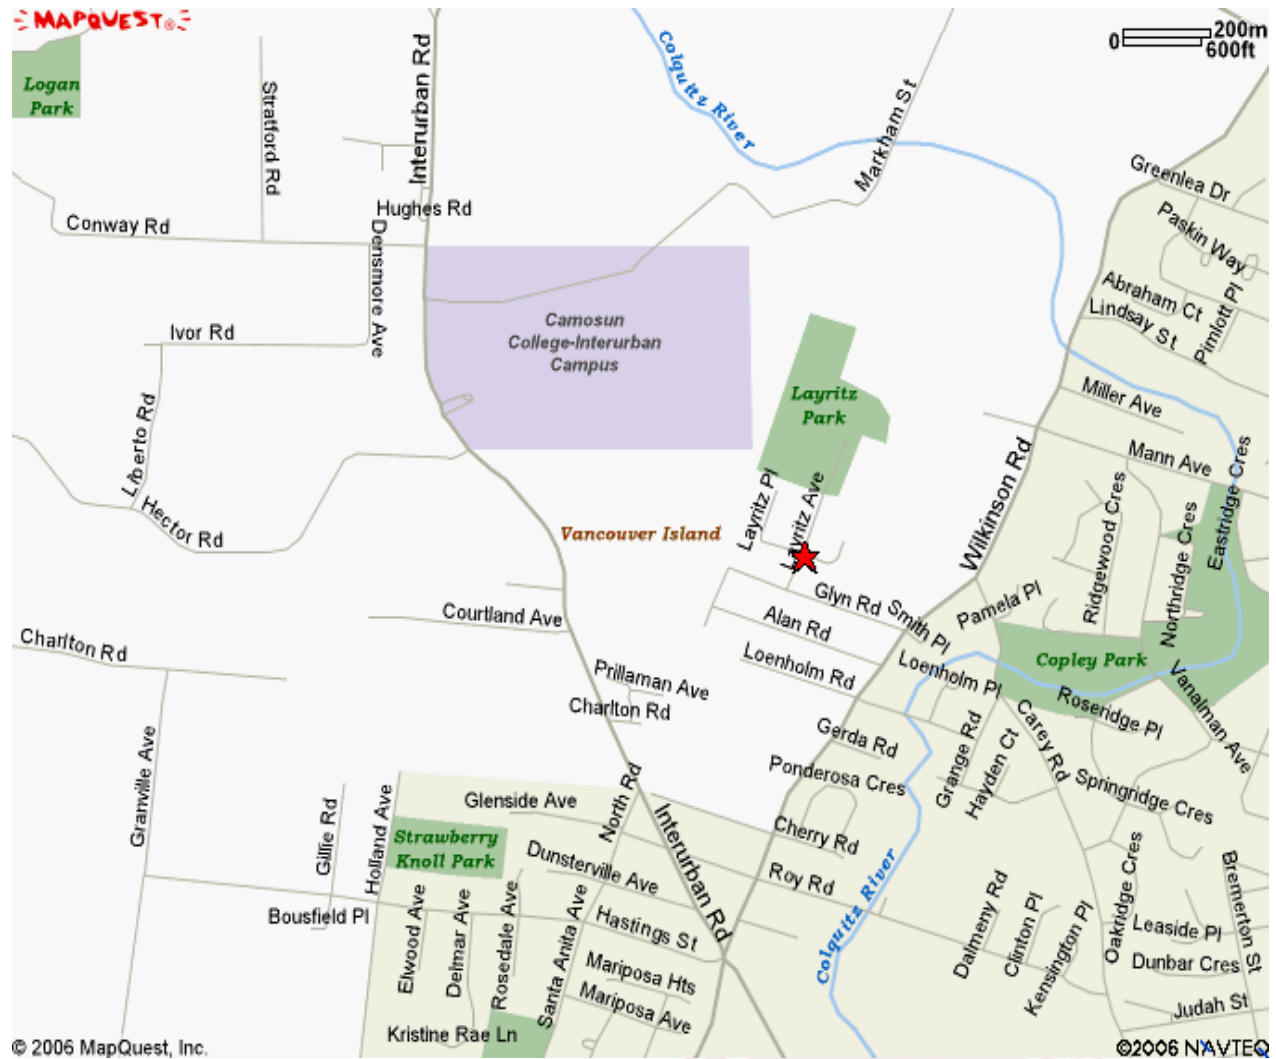 MAPQUEST®
200m
0
600ft
Logan
Park
Stratford Rd
Interurban Rd
Colquitz River
Markham St
Greenlea Dr
Hughes Rd
Conway Rd
Densmore Ave
Paskin Way
Abraham Ct
Lindsay St
Pimlott Pl
Ivor Rd
Camosun
College-Interurban
Campus
Layritz
Park
Miller Ave
Mann Ave
Liberto Rd
Hector Rd
Layritz Pl
Layritz Ave
Wilkinson Rd
Ridgewood Cres
Northridge Cres
Eastridge Cres
Vancouver Island
Glyn Rd
Smith Pl
Pamela Pl
Courtland Ave
Alan Rd
Charlton Rd
Loenholm Rd
Loenholm Pl
Copley Park
Prillaman Ave
Charlton Rd
Roseridge Pl
Vanalman Ave
Granville Ave
Gerda Rd
Grange Rd
Hayden Ct
Carey Rd
Ponderosa Cres
Springridge Cres
Gillie Rd
Holland Ave
Glenside Ave
North Rd
Interurban Rd
Cherry Rd
Strawberry
Knoll Park
Dunsterville Ave
Roy Rd
Colquitz River
Oakridge Cres
Bremerton St
Bousfield Pl
Elwood Ave
Delmar Ave
Rosedale Ave
Santa Anita Ave
Hastings St
Dalmeny Rd
Clinton Pl
Kensington Pl
Leaside Pl
Mariposa Hts
Dunbar Cres
Mariposa Ave
Judah St
Kristine Rae Ln
© 2006 MapQuest, Inc.
©2006 NAVTEQ